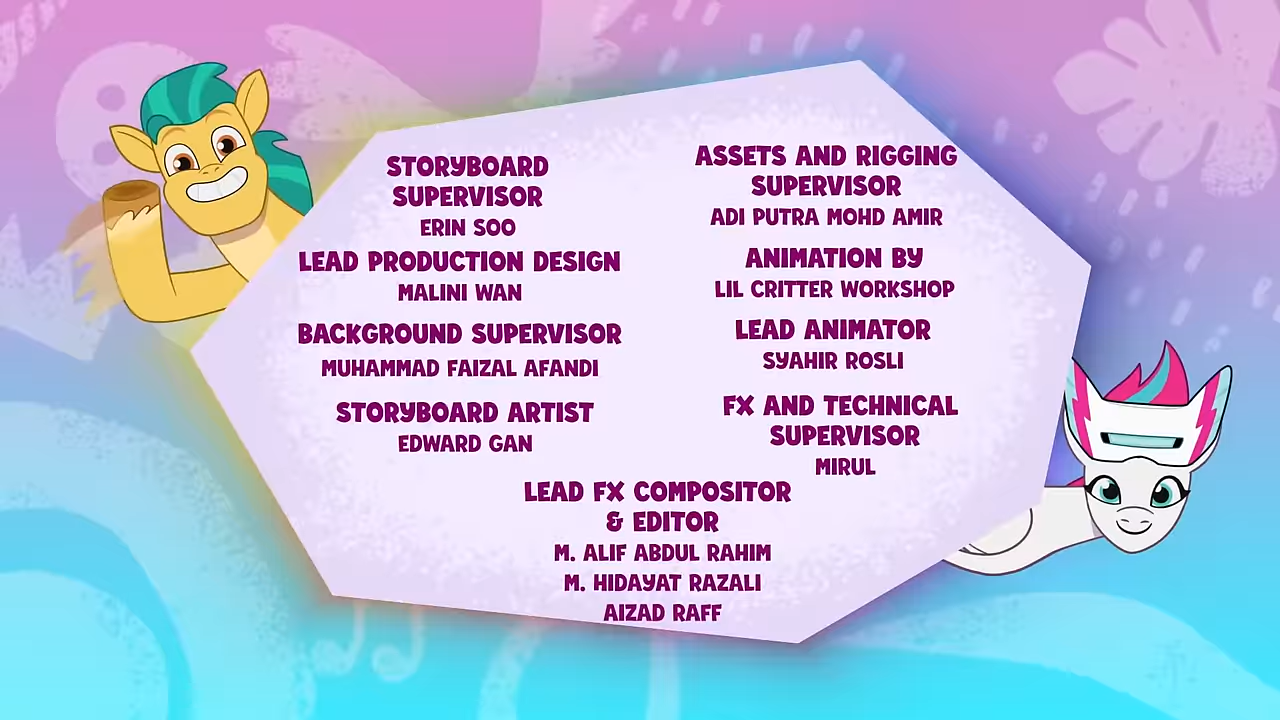 STORYBOARD
SUPERVISOR
ERIN SOO
LEAD PRODUCTION DESIGN
MALINI WAN
BACKGROUND SUPERVISOR
MUHAMMAD FAIZAL AFANDI
STORYBOARD ARTIST
EDWARD GAN
ASSETS AND RIGGING
SUPERVISOR
ADI PUTRA MOHD AMIR
ANIMATION BY
LIL CRITTER WORKSHOP
LEAD ANIMATOR
SYAHIR ROSLI
FX AND TECHNICAL
SUPERVISOR
MIRUL
LEAD FX COMPOSITOR
& EDITOR
M. ALIF ABDUL RAHIM
M. HIDAYAT RAZALI
AIZAD RAFF